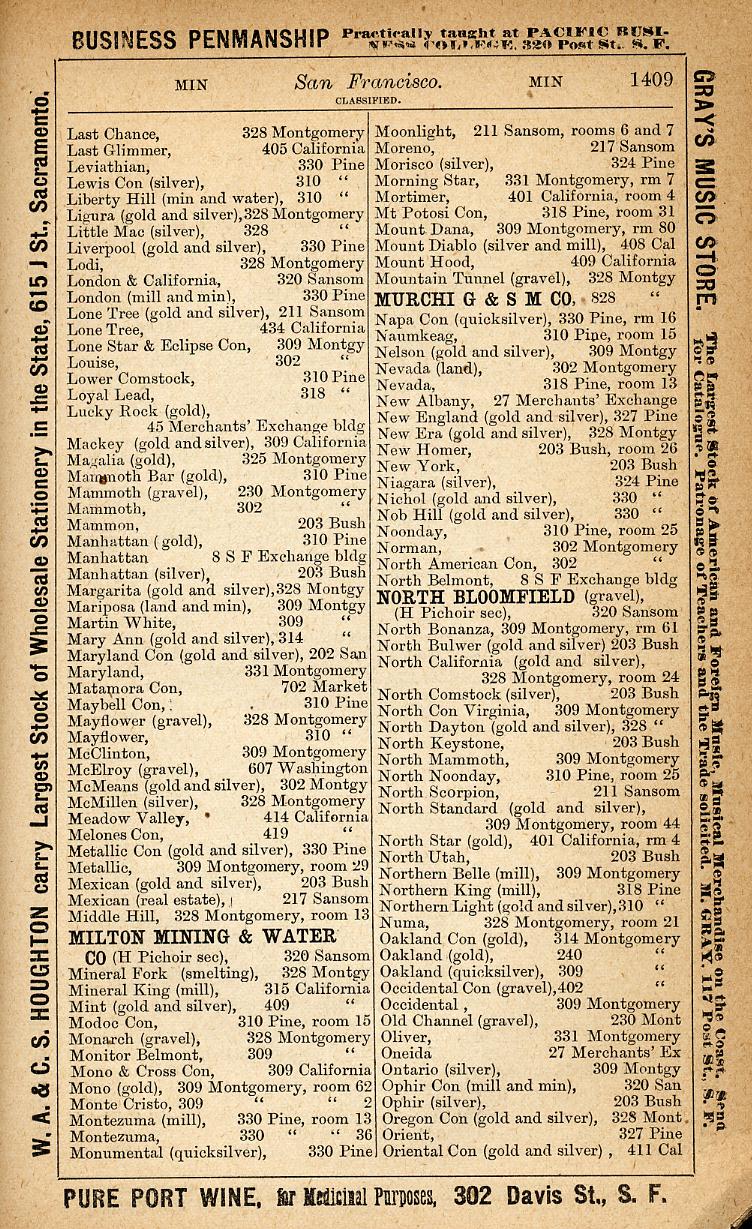 BUSINESS PENMANSHIP Practically taught at PACIFIC BUSI-
NESS COLLEGE, 320 Post St., S. F.
MIN San Francisco. MIN 1409
CLASSIFIED.
Last Chance, 328 Montgomery
Last Glimmer, 405 California
Leviathian, 330 Pine
Lewis Con (silver), 310 “
Liberty Hill (min and water), 310 “
Ligura (gold and silver),328 Montgomery
Little Mac (silver), 328 “
Liverpool (gold and silver), 330 Pine
Lodi, 328 Montgomery
London & California, 320 Sansom
London (mill and min), 330 Pine
Lone Tree (gold and silver), 211 Sansom
Lone Tree, 434 California
Lone Star & Eclipse Con, 309 Montgy
Louise, 302 “
Lower Comstock, 310 Pine
Loyal Lead, 318 “
Lucky Rock (gold),
45 Merchants' Exchange bldg
Mackey (gold and silver), 309 California
Magalia (gold), 325 Montgomery
Mammoth Bar (gold), 310 Pine
Mammoth (gravel), 230 Montgomery
Mammoth, 302 “
Mammon, 203 Bush
Manhattan (gold), 310 Pine
Manhattan 8 S F Exchange bldg
Manhattan (silver), 203 Bush
Margarita (gold and silver),328 Montgy
Mariposa (land and min), 309 Montgy
Martin White, 309 “
Mary Ann (gold and silver), 314 “
Maryland Con (gold and silver), 202 San
Maryland, 331 Montgomery
Matamora Con, 702 Market
Maybell Con, 310 Pine
Mayflower (gravel), 328 Montgomery
Mayflower, 310 “
McClinton, 309 Montgomery
McElroy (gravel), 607 Washington
McMeans (gold and silver), 302 Montgy
McMillen (silver), 328 Montgomery
Meadow Valley, 414 California
Melones Con, 419 “
Metallic Con (gold and silver), 330 Pine
Metallic, 309 Montgomery, room 29
Mexican (gold and silver), 203 Bush
Mexican (real estate), 217 Sansom
Middle Hill, 328 Montgomery, room 13
MILTON MINING & WATER
CO (H Pichoir sec), 320 Sansom
Mineral Fork (smelting), 328 Montgy
Mineral King (mill), 315 California
Mint (gold and silver), 409 “
Modoc Con, 310 Pine, room 15
Monarch (gravel), 328 Montgomery
Monitor Belmont, 309 “
Mono & Cross Con, 309 California
Mono (gold), 309 Montgomery, room 62
Monte Cristo, 309 “ “ 2
Montezuma (mill), 330 Pine, room 13
Montezuma, 330 “ “ 36
Monumental (quicksilver), 330 Pine
Moonlight, 211 Sansom, rooms 6 and 7
Moreno, 217 Sansom
Morisco (silver), 324 Pine
Morning Star, 331 Montgomery, rm 7
Mortimer, 401 California, room 4
Mt Potosi Con, 318 Pine, room 31
Mount Dana, 309 Montgomery, rm 80
Mount Diablo (silver and mill), 408 Cal
Mount Hood, 409 California
Mountain Tunnel (gravel), 328 Montgy
MURCHI G & S M CO, 828 “
Napa Con (quicksilver), 330 Pine, rm 16
Naumkeag, 310 Pine, room 15
Nelson (gold and silver), 309 Montgy
Nevada (land), 302 Montgomery
Nevada, 318 Pine, room 13
New Albany, 27 Merchants' Exchange
New England (gold and silver), 327 Pine
New Era (gold and silver), 328 Montgy
New Homer, 203 Bush, room 26
New York, 203 Bush
Niagara (silver), 324 Pine
Nichol (gold and silver), 330 “
Nob Hill (gold and silver), 330 “
Noonday, 310 Pine, room 25
Norman, 302 Montgomery
North American Con, 302 “
North Belmont, 8 S F Exchange bldg
NORTH BLOOMFIELD (gravel),
(H Pichoir sec), 320 Sansom
North Bonanza, 309 Montgomery, rm 61
North Bulwer (gold and silver) 203 Bush
North California (gold and silver),
328 Montgomery, room 24
North Comstock (silver), 203 Bush
North Con Virginia, 309 Montgomery
North Dayton (gold and silver), 328 “
North Keystone, 203 Bush
North Mammoth, 309 Montgomery
North Noonday, 310 Pine, room 25
North Scorpion, 211 Sansom
North Standard (gold and silver),
309 Montgomery, room 44
North Star (gold), 401 California, rm 4
North Utah, 203 Bush
Northern Belle (mill), 309 Montgomery
Northern King (mill), 318 Pine
Northern Light (gold and silver),310 “
Numa, 328 Montgomery, room 21
Oakland Con (gold), 314 Montgomery
Oakland (gold), 240 “
Oakland (quicksilver), 309 “
Occidental Con (gravel),402 “
Occidental , 309 Montgomery
Old Channel (gravel), 230 Mont
Oliver, 331 Montgomery
Oneida 27 Merchants' Ex
Ontario (silver), 309 Montgy
Ophir Con (mill and min), 320 San
Ophir (silver), 203 Bush
Oregon Con (gold and silver), 328 Mont.
Orient, 327 Pine
Oriental Con (gold and silver) , 411 Cal
W. A. & C. S. HOUGHTON carry Largest Stock of Wholesale Stationery in the State, 615 J St., Sacramento.
GRAY'S MUSIC STORE. The Largest Stock of American and Foreign Music, Musical Merchandise on the Coast. Send
for Catalogue. Patronage of Teachers and the Trade solicited. M. GRAY. 117 Post St., S. F.
PURE PORT WINE, for Medicinal Purposes, 302 Davis St., S. F.